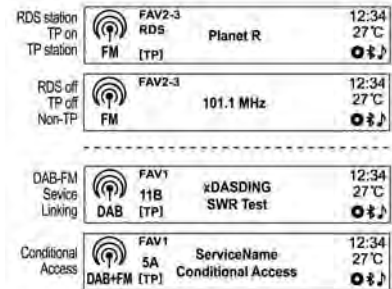 RDS station
TP on
TP station
FAV2-3
RDS
FM
[TP]
Planet R
12:34
27°C
RDS off
TP off
Non-TP
FAV2-3
FM
101.1 MHz
12:34
27°C
DAB-FM
Sevice
Linking
FAV1
11B
DAB [TP]
xDASDING
SWR Test
12:34
27°C
Conditional
Access
FAV1
5A
DAB+FM [TP]
ServiceName
Conditional Access
12:34
27°C